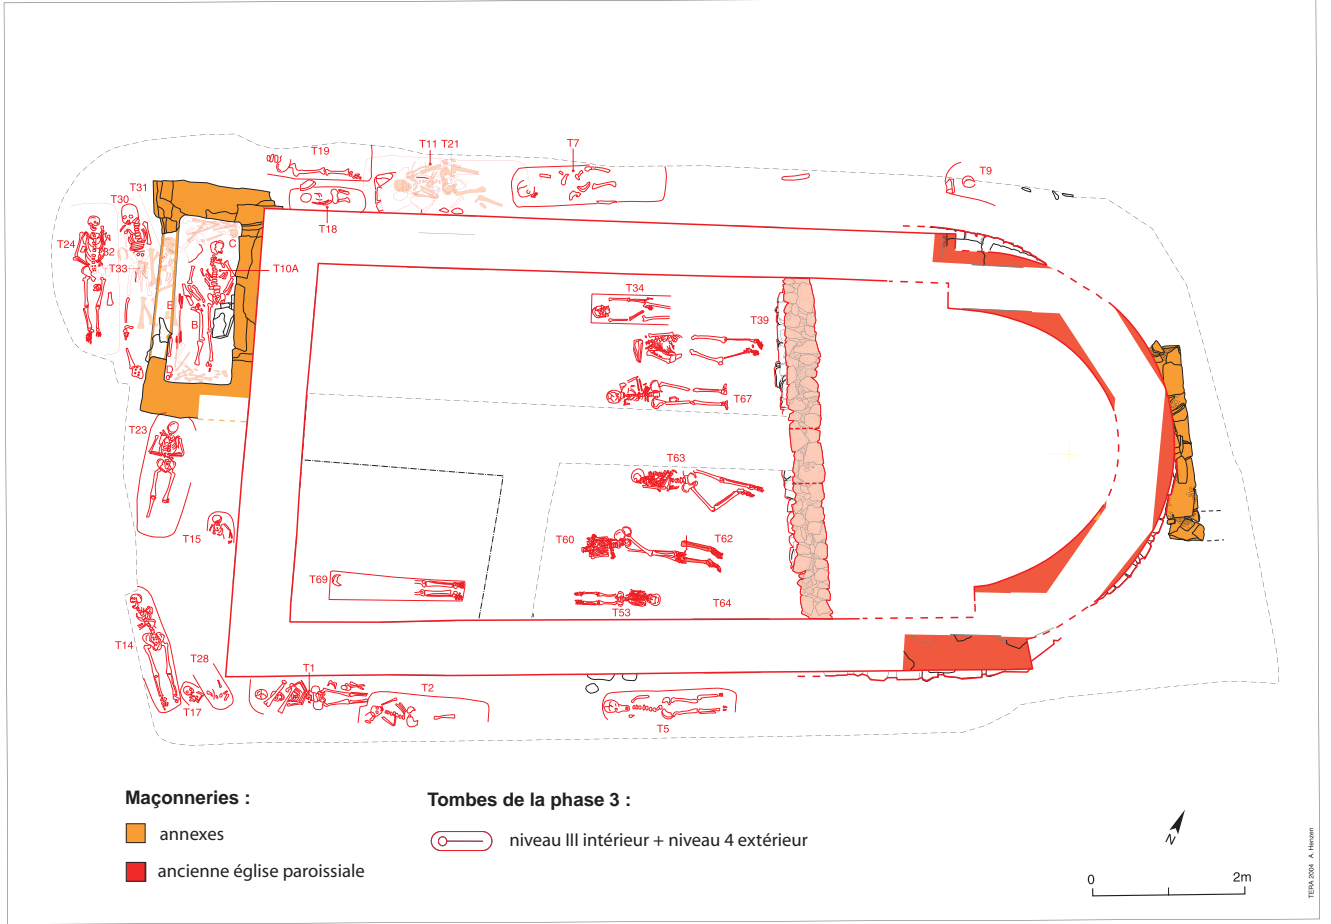 T19
T11 T21
T7
T9
T31
T30
T18
T24
32
T33
C
T10A
E
B
D
T34
T39
T67
T23
T63
T15
T60
T62
T69
T53
T64
T14
T28
T17
T1
T2
T5
Maçonneries :
annexes
ancienne église paroissiale
Tombes de la phase 3 :
niveau III intérieur + niveau 4 extérieur
N
0
2m
TERA 2004 A. Henzen